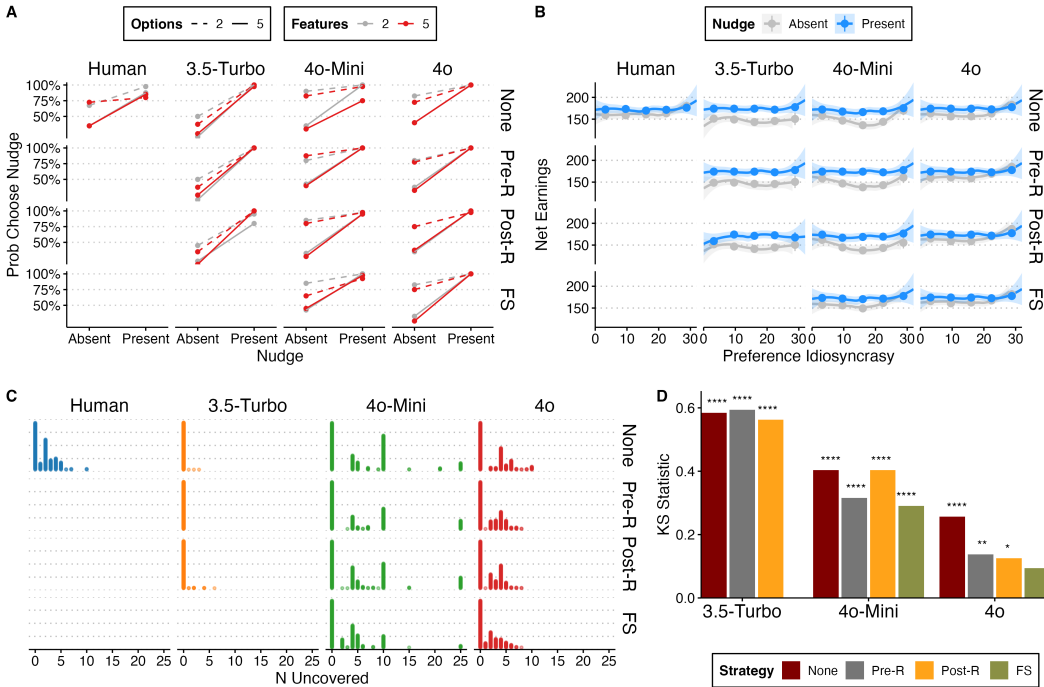 A
Options 2 5
Features 2 5
Human 3.5-Turbo 4o-Mini 4o
Prob Choose Nudge
100%
75%
50%
None
100%
75%
50%
Pre-R
100%
75%
50%
Post-R
100%
75%
50%
FS
Absent Present Absent Present Absent Present Absent Present
Nudge
B
Nudge Absent Present
Human 3.5-Turbo 4o-Mini 4o
Net Earnings
200
150
None
200
150
Pre-R
200
150
Post-R
200
150
FS
0 10 20 30 0 10 20 30 0 10 20 30 0 10 20 30
Preference Idiosyncrasy
C
Human 3.5-Turbo 4o-Mini 4o
None
Pre-R
Post-R
FS
0 5 10 15 20 25 0 5 10 15 20 25 0 5 10 15 20 25 0 5 10 15 20 25
N Uncovered
D
KS Statistic
0.6
0.4
0.2
0.0
**** **** ****
**** **** **** ****
**** ** *
3.5-Turbo 4o-Mini 4o
Strategy None Pre-R Post-R FS